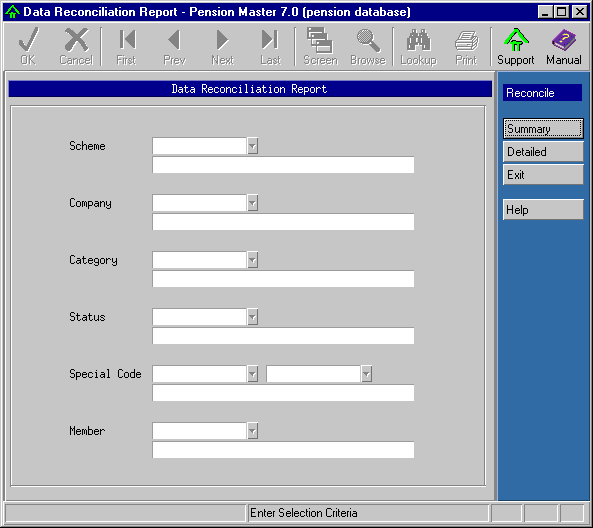 Data Reconciliation Report - Pension Master 7.0 (pension database)
OK Cancel First Prev Next Last Screen Browse Lookup Print Support Manual
Data Reconciliation Report
Reconcile
Scheme
Summary
Detailed
Exit
Company
Help
Category
Status
Special Code
Member
Enter Selection Criteria